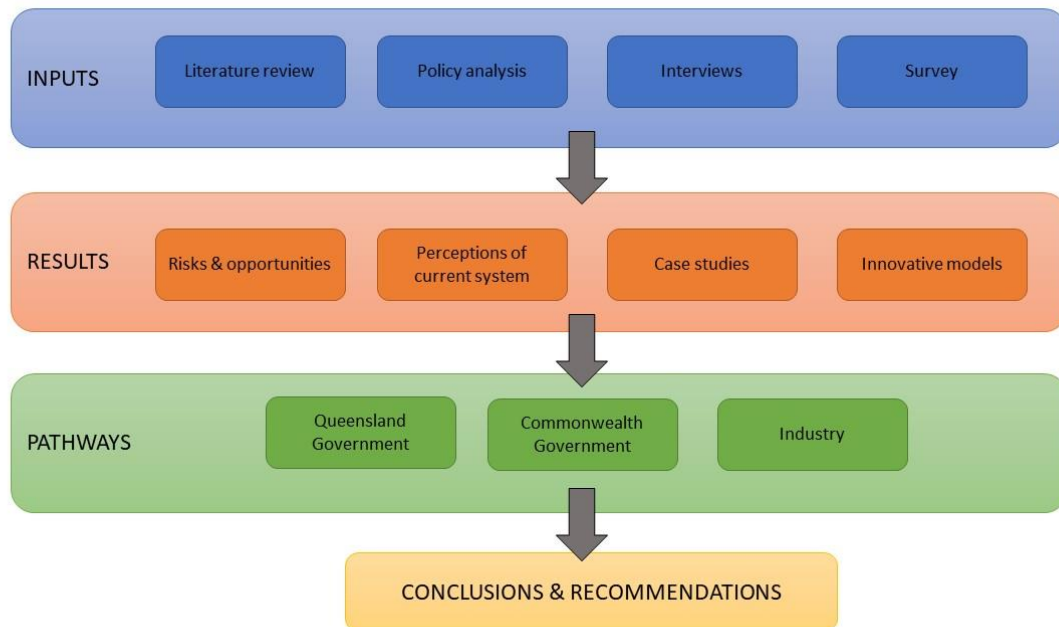 INPUTS
Literature review
Policy analysis
Interviews
Survey
RESULTS
Risks & opportunities
Perceptions of
current system
Case studies
Innovative models
PATHWAYS
Queensland
Government
Commonwealth
Government
Industry
CONCLUSIONS & RECOMMENDATIONS